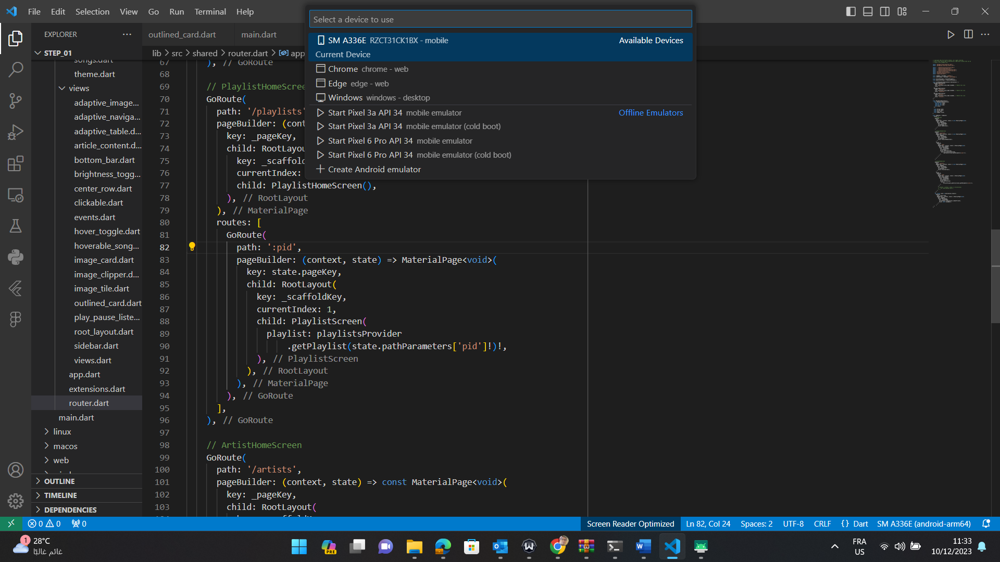 File Edit Selection View Go Run Terminal Help
Select a device to use
SM A336E RZCT31CK1BX - mobile Available Devices
Current Device
Chrome chrome - web
Edge edge - web
Windows windows - desktop
Start Pixel 3a API 34 mobile emulator Offline Emulators
Start Pixel 3a API 34 mobile emulator (cold boot)
Start Pixel 6 Pro API 34 mobile emulator
Start Pixel 6 Pro API 34 mobile emulator (cold boot)
Create Android emulator
EXPLORER
STEP_01
songs.dart
theme.dart
views
adaptive_image...
adaptive_naviga...
adaptive_table.d...
article_content.d...
bottom_bar.dart
brightness_togg...
center_row.dart
clickable.dart
events.dart
hover_toggle.dart
hoverable_song...
image_card.dart
image_clipper.d...
image_tile.dart
outlined_card.dart
play_pause_liste...
root_layout.dart
sidebar.dart
views.dart
app.dart
extensions.dart
router.dart
main.dart
linux
macos
web
OUTLINE
TIMELINE
DEPENDENCIES
outlined_card.dart main.dart
lib > src > shared > router.dart > app
67 ), // GoRoute
68
69 // PlaylistHomeScree
70 GoRoute(
71 path: '/playlists'
72 pageBuilder: (cont
73 key: _pageKey,
74 child: RootLayou
75 key: _scaffold
76 currentIndex:
77 child: PlaylistHomeScreen(),
78 ), // RootLayout
79 ), // MaterialPage
80 routes: [
81 GoRoute(
82 path: ':pid',
83 pageBuilder: (context, state) => MaterialPage<void>(
84 key: state.pageKey,
85 child: RootLayout(
86 key: _scaffoldKey,
87 currentIndex: 1,
88 child: PlaylistScreen(
89 playlist: playlistsProvider
90 .getPlaylist(state.pathParameters['pid']!)!,
91 ), // PlaylistScreen
92 ), // RootLayout
93 ), // MaterialPage
94 ), // GoRoute
95 ],
96 ), // GoRoute
97
98 // ArtistHomeScreen
99 GoRoute(
100 path: '/artists',
101 pageBuilder: (context, state) => const MaterialPage<void>(
102 key: _pageKey,
103 child: RootLayout(
0 0 0
Screen Reader Optimized Ln 82, Col 24 Spaces: 2 UTF-8 CRLF {} Dart SM A336E (android-arm64)
1
28°C
غائم غالبًا
PRE
FRA
US
11:33
10/12/2023